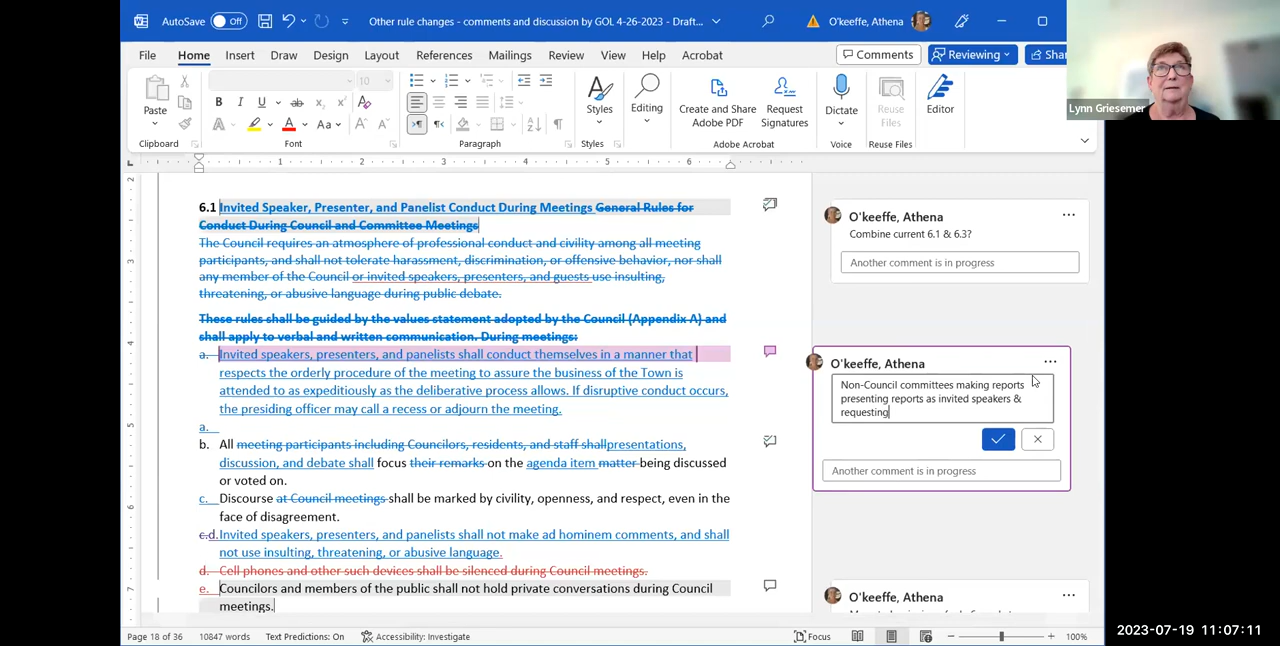 AutoSave Off Other rule changes - comments and discussion by GOL 4-26-2023 - Draft... O'keeffe, Athena
File Home Insert Draw Design Layout References Mailings Review View Help Acrobat Comments Reviewing Shar
Lynn Griesemer
10
Paste
B I U ab x x A
A A Aa A A
Styles Editing Create and Share Adobe PDF Request Signatures Dictate Reuse Files Editor
Clipboard Font Paragraph Styles Adobe Acrobat Voice Reuse Files
1 2 3 4 5 6
6.1 Invited Speaker, Presenter, and Panelist Conduct During Meetings General Rules for
Conduct During Council and Committee Meetings
The Council requires an atmosphere of professional conduct and civility among all meeting
participants, and shall not tolerate harassment, discrimination, or offensive behavior, nor shall
any member of the Council or invited speakers, presenters, and guests use insulting,
threatening, or abusive language during public debate.
These rules shall be guided by the values statement adopted by the Council (Appendix A) and
shall apply to verbal and written communication. During meetings:
a. Invited speakers, presenters, and panelists shall conduct themselves in a manner that
respects the orderly procedure of the meeting to assure the business of the Town is
attended to as expeditiously as the deliberative process allows. If disruptive conduct occurs,
the presiding officer may call a recess or adjourn the meeting.
a.
b. All meeting participants including Councilors, residents, and staff shallpresentations,
discussion, and debate shall focus their remarks on the agenda item matter being discussed
or voted on.
c. Discourse at Council meetings shall be marked by civility, openness, and respect, even in the
face of disagreement.
c.d. Invited speakers, presenters, and panelists shall not make ad hominem comments, and shall
not use insulting, threatening, or abusive language.
d. Cell phones and other such devices shall be silenced during Council meetings.
e. Councilors and members of the public shall not hold private conversations during Council
meetings.
O'keeffe, Athena
Combine current 6.1 & 6.3?
Another comment is in progress
O'keeffe, Athena
Non-Council committees making reports
presenting reports as invited speakers &
requesting
Another comment is in progress
O'keeffe, Athena
Page 18 of 36 10847 words Text Predictions: On Accessibility: Investigate Focus 100%
2023-07-19 11:07:11